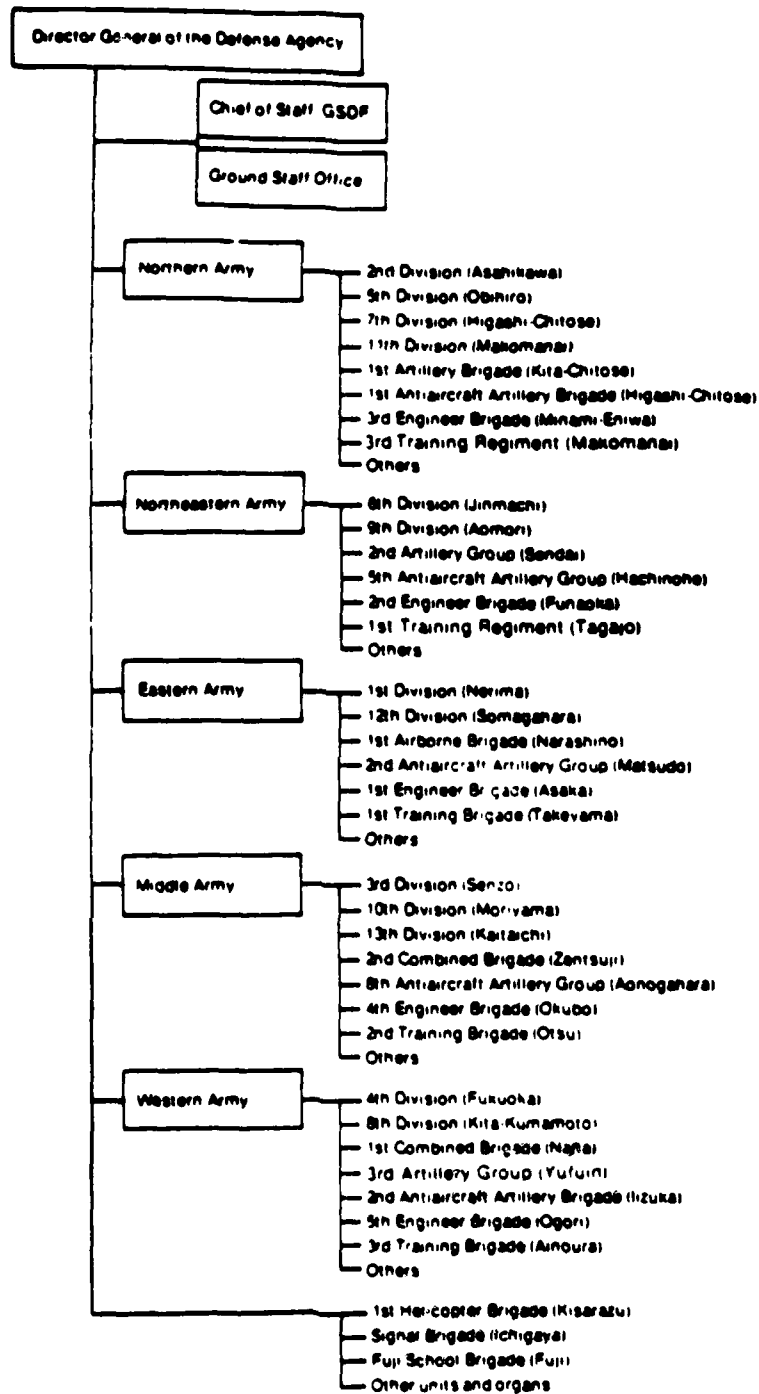 Director General of the Defense Agency
Chief of Staff GSDF
Ground Staff Office
Northern Army
2nd Division (Asahikawa)
5th Division (Obihiro)
7th Division (Higashi-Chitose)
11th Division (Makomanai)
1st Artillery Brigade (Kita-Chitose)
1st Antiaircraft Artillery Brigade (Higashi-Chitose)
3rd Engineer Brigade (Minami-Eniwa)
3rd Training Regiment (Makomanai)
Others
Northeastern Army
6th Division (Jinmachi)
9th Division (Aomori)
2nd Artillery Group (Sendai)
5th Antiaircraft Artillery Group (Hachinohe)
2nd Engineer Brigade (Funaoka)
1st Training Regiment (Tagajo)
Others
Eastern Army
1st Division (Nerima)
12th Division (Somagahara)
1st Airborne Brigade (Narashino)
2nd Antiaircraft Artillery Group (Matsudo)
1st Engineer Brigade (Asaka)
1st Training Brigade (Takeyama)
Others
Middle Army
3rd Division (Senzo)
10th Division (Moriyama)
13th Division (Kaitaichi)
2nd Combined Brigade (Zentsuji)
8th Antiaircraft Artillery Group (Aonogahara)
4th Engineer Brigade (Okubo)
2nd Training Brigade (Otsu)
Others
Western Army
4th Division (Fukuoka)
8th Division (Kita-Kumamoto)
1st Combined Brigade (Naha)
3rd Artillery Group (Yufuin)
2nd Antiaircraft Artillery Brigade (Iizuka)
5th Engineer Brigade (Ogori)
3rd Training Brigade (Ainoura)
Others
1st Helicopter Brigade (Kisarazu)
Signal Brigade (Ichigaya)
Fuji School Brigade (Fuji)
Other units and organs